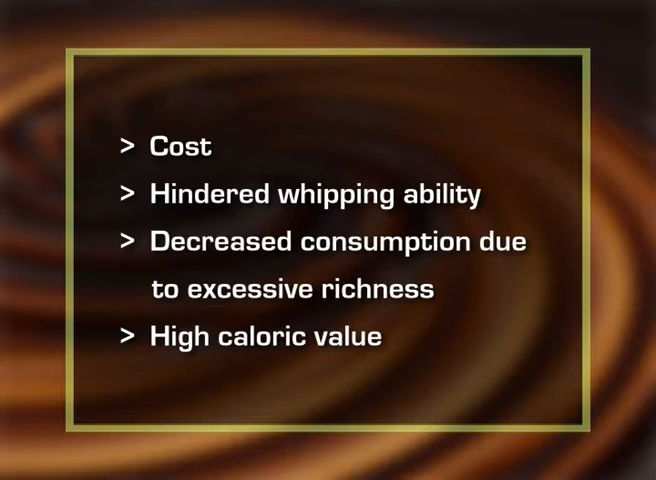 > Cost
> Hindered whipping ability
> Decreased consumption due
to excessive richness
> High caloric value